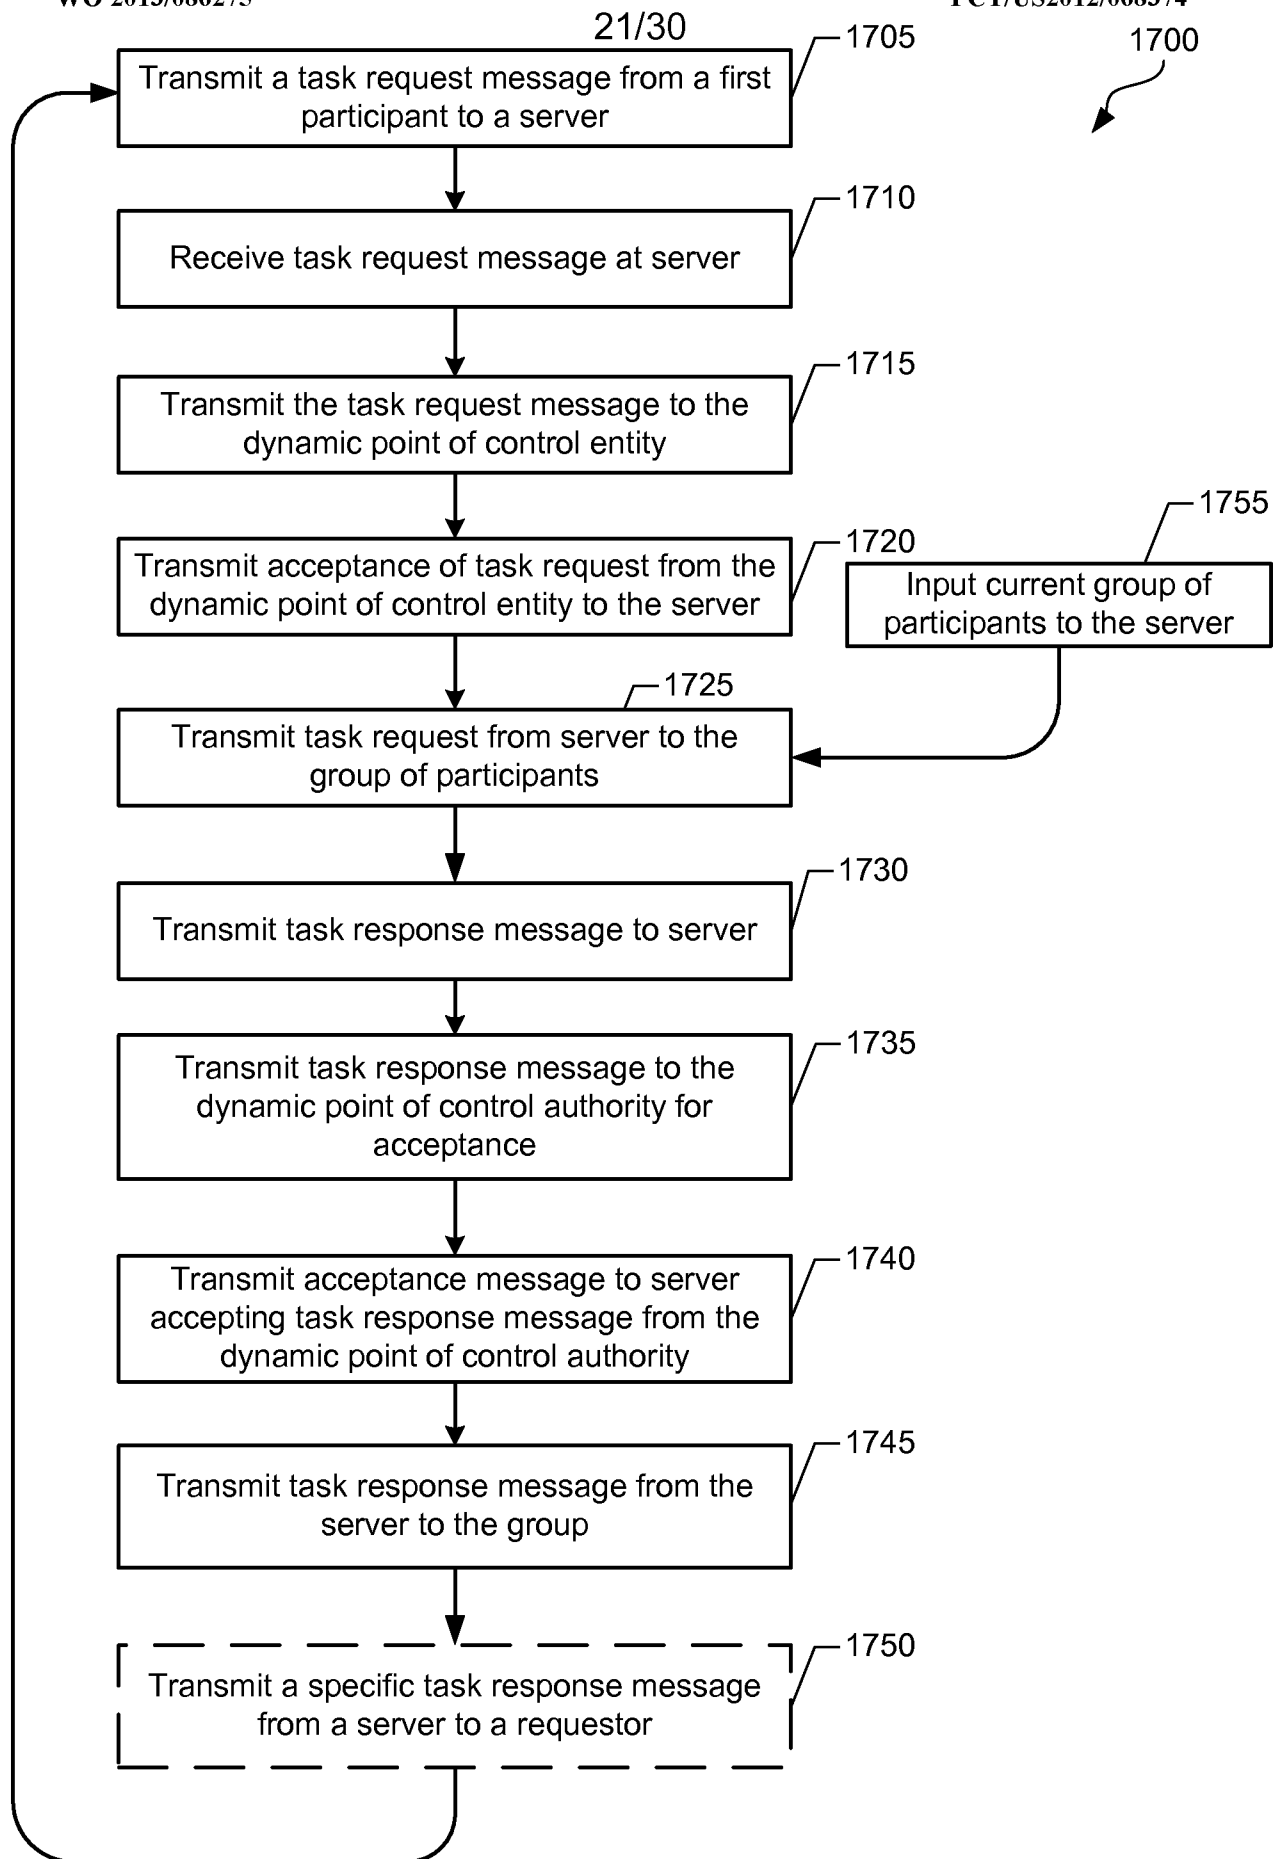 21/30
1700
1705
Transmit a task request message from a first
participant to a server
1710
Receive task request message at server
1715
Transmit the task request message to the
dynamic point of control entity
1720
Transmit acceptance of task request from the
dynamic point of control entity to the server
1755
Input current group of
participants to the server
1725
Transmit task request from server to the
group of participants
1730
Transmit task response message to server
1735
Transmit task response message to the
dynamic point of control authority for
acceptance
1740
Transmit acceptance message to server
accepting task response message from the
dynamic point of control authority
1745
Transmit task response message from the
server to the group
1750
Transmit a specific task response message
from a server to a requestor